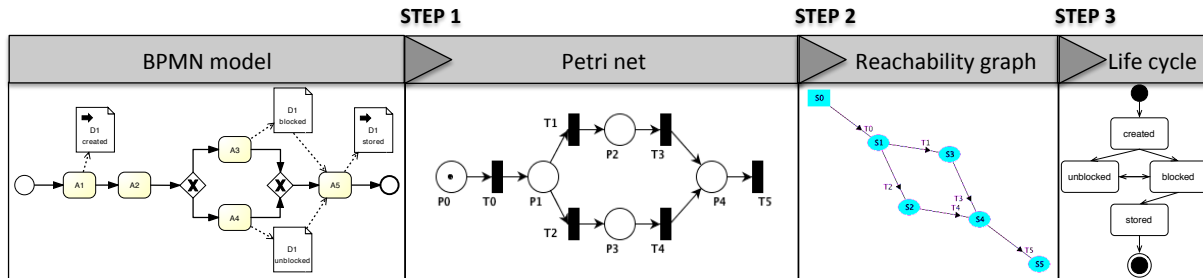 STEP 1
STEP 2
STEP 3
BPMN model
Petri net
Reachability graph
Life cycle
D1
created
D1
blocked
D1
stored
A1
A2
X
A3
A4
X
A5
D1
unblocked
T1
P2
T3
P0
T0
P1
P4
T5
T2
P3
T4
S0
T0
S1
T1
S3
T2
T3
T4
S2
S4
T5
S5
created
unblocked
blocked
stored